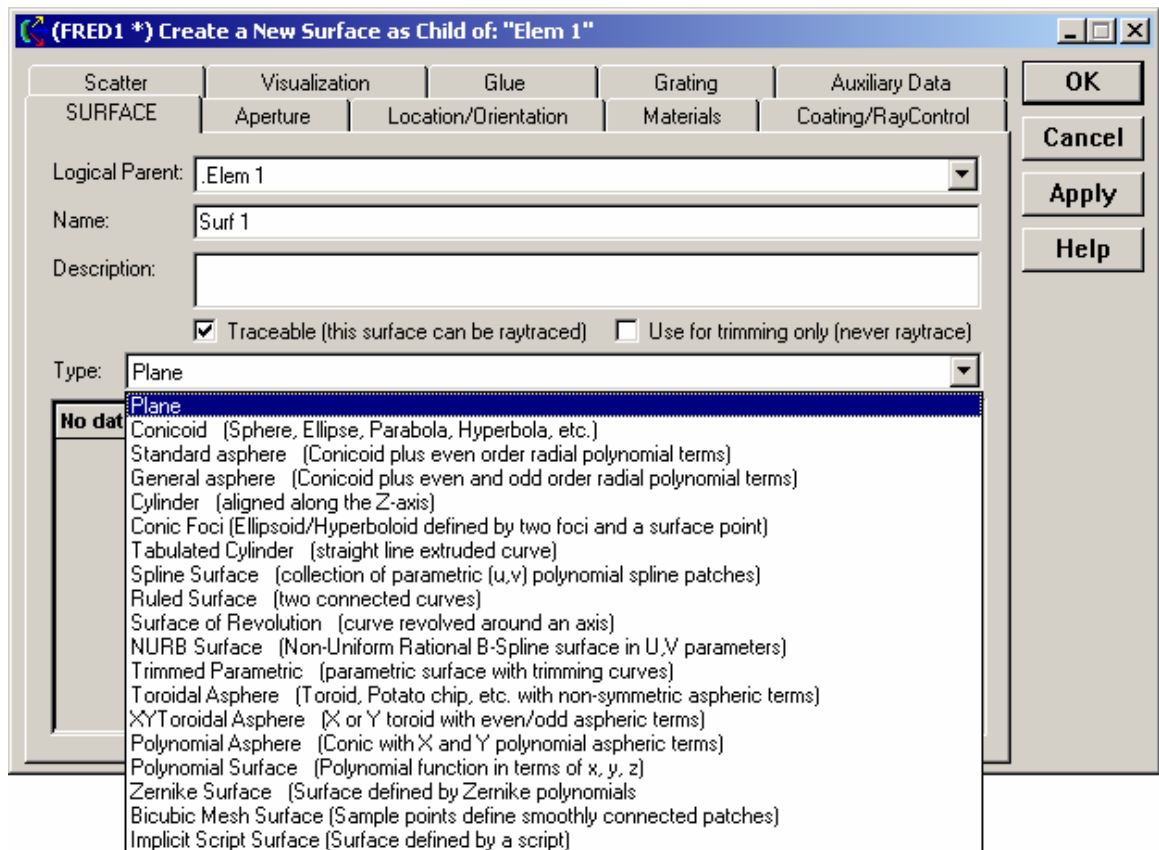 (FRED1 *) Create a New Surface as Child of: "Elem 1"
Scatter Visualization Glue Grating Auxiliary Data
SURFACE Aperture Location/Orientation Materials Coating/RayControl
OK
Cancel
Apply
Help
Logical Parent: .Elem 1
Name: Surf 1
Description:
Traceable (this surface can be raytraced) Use for trimming only (never raytrace)
Type: Plane
No dat
Plane
Conicoid (Sphere, Ellipse, Parabola, Hyperbola, etc.)
Standard asphere (Conicoid plus even order radial polynomial terms)
General asphere (Conicoid plus even and odd order radial polynomial terms)
Cylinder (aligned along the Z-axis)
Conic Foci (Ellipsoid/Hyperboloid defined by two foci and a surface point)
Tabulated Cylinder (straight line extruded curve)
Spline Surface (collection of parametric (u,v) polynomial spline patches)
Ruled Surface (two connected curves)
Surface of Revolution (curve revolved around an axis)
NURB Surface (Non-Uniform Rational B-Spline surface in U,V parameters)
Trimmed Parametric (parametric surface with trimming curves)
Toroidal Asphere (Toroid, Potato chip, etc. with non-symmetric aspheric terms)
XYToroidal Asphere (X or Y toroid with even/odd aspheric terms)
Polynomial Asphere (Conic with X and Y polynomial aspheric terms)
Polynomial Surface (Polynomial function in terms of x, y, z)
Zernike Surface (Surface defined by Zernike polynomials
Bicubic Mesh Surface (Sample points define smoothly connected patches)
Implicit Script Surface (Surface defined by a script)